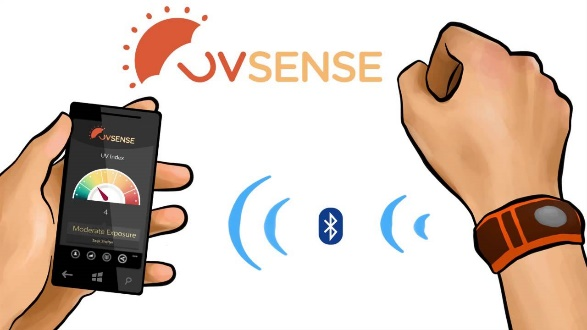 UVSENSE
UVSENSE
UV Index
4
Moderate Exposure